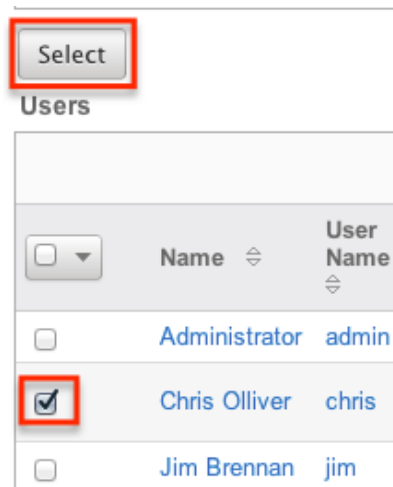 Select
Users
Name User Name
Administrator admin
Chris Olliver chris
Jim Brennan jim